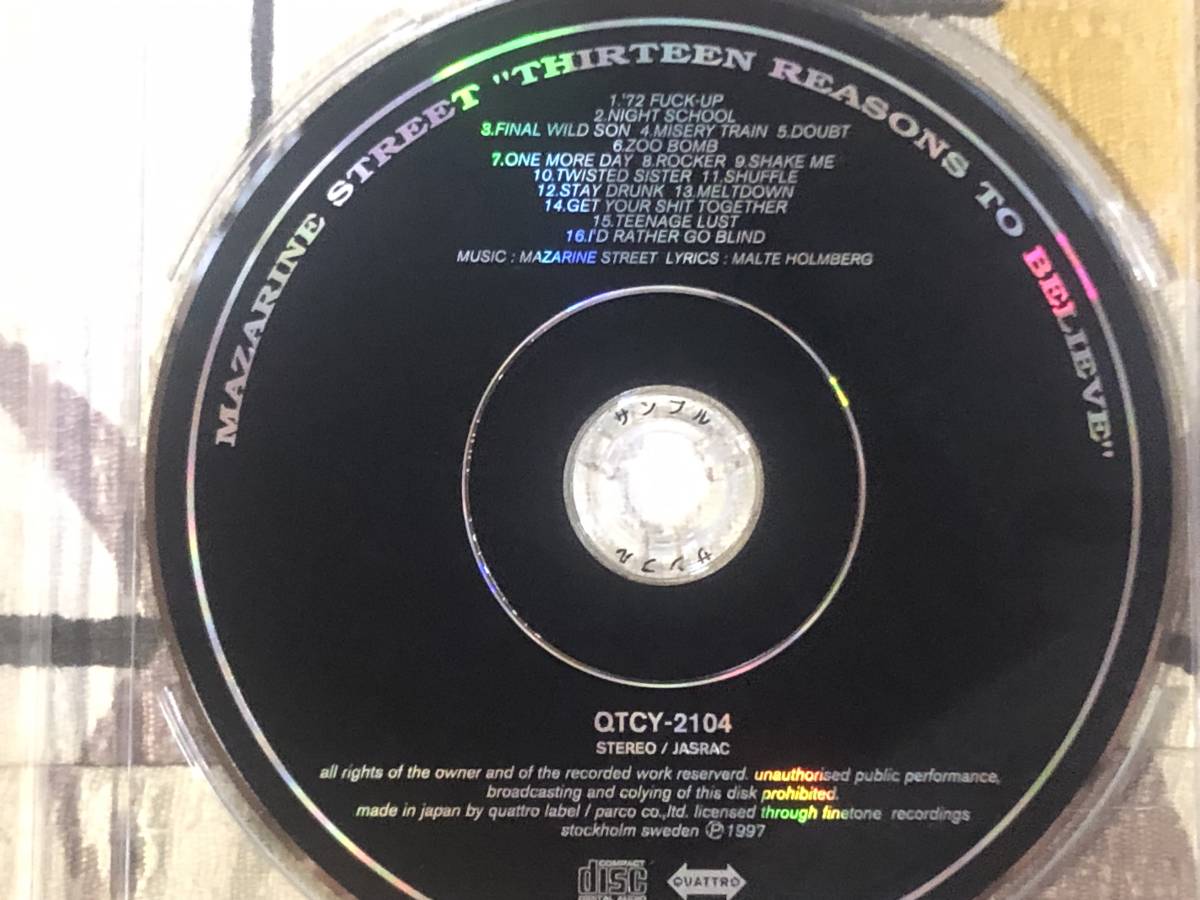 MAZARINE STREET "THIRTEEN REASONS TO BELIEVE"
1.'72 FUCK-UP
2.NIGHT SCHOOL
3.FINAL WILD SON 4.MISERY TRAIN 5.DOUBT
6.ZOO BOMB
7.ONE MORE DAY 8.ROCKER 9.SHAKE ME
10.TWISTED SISTER 11.SHUFFLE
12.STAY DRUNK 13.MELTDOWN
14.GET YOUR SHIT TOGETHER
15.TEENAGE LUST
16.I'D RATHER GO BLIND
MUSIC : MAZARINE STREET LYRICS : MALTE HOLMBERG
サンプル
サンプル
QTCY-2104
STEREO / JASRAC
all rights of the owner and of the recorded work reserverd. unauthorised public performance,
broadcasting and colying of this disk prohibited.
made in japan by quattro label / parco co.,ltd. licensed through finetone recordings
stockholm sweden Ⓟ 1997
COMPACT
disc
DIGITAL AUDIO
QUATTRO